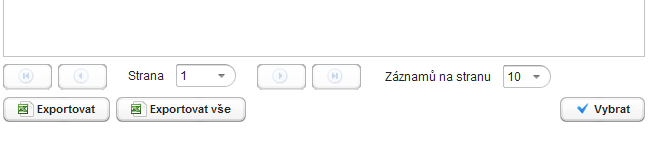 Strana 1 Záznamů na stranu 10
Exportovat Exportovat vše Vybrat